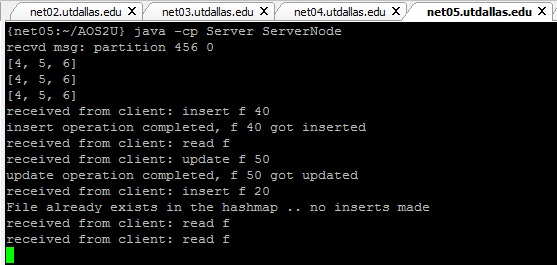 net02.utdallas.edu X net03.utdallas.edu X net04.utdallas.edu X net05.utdallas.edu X
{net05:~/AOS2U} java -cp Server ServerNode
recvd msg: partition 456 0
[4, 5, 6]
[4, 5, 6]
[4, 5, 6]
received from client: insert f 40
insert operation completed, f 40 got inserted
received from client: read f
received from client: update f 50
update operation completed, f 50 got updated
received from client: insert f 20
File already exists in the hashmap .. no inserts made
received from client: read f
received from client: read f